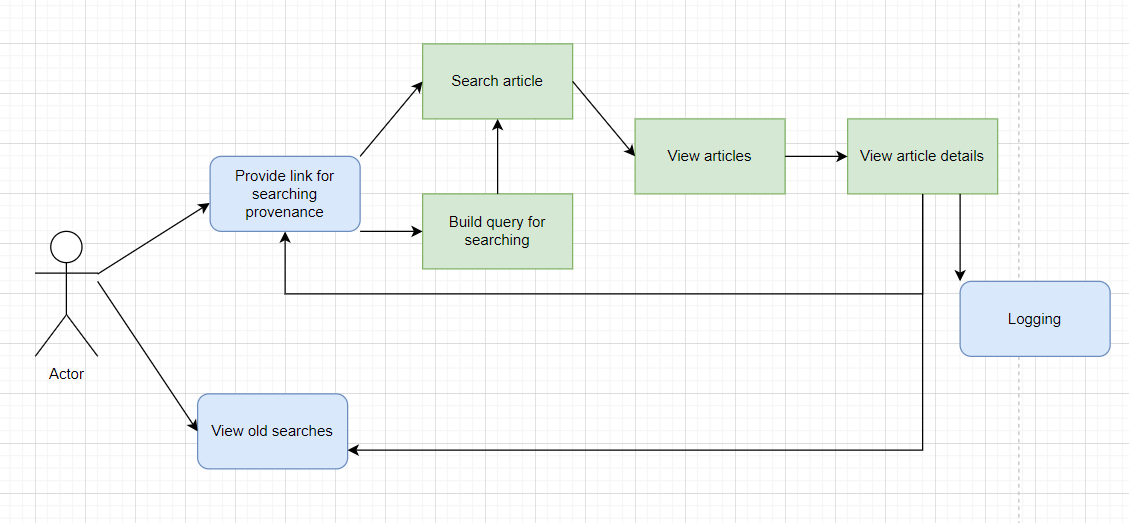 Search article
View articles
View article details
Provide link for
searching
provenance
Build query for
searching
Logging
Actor
View old searches